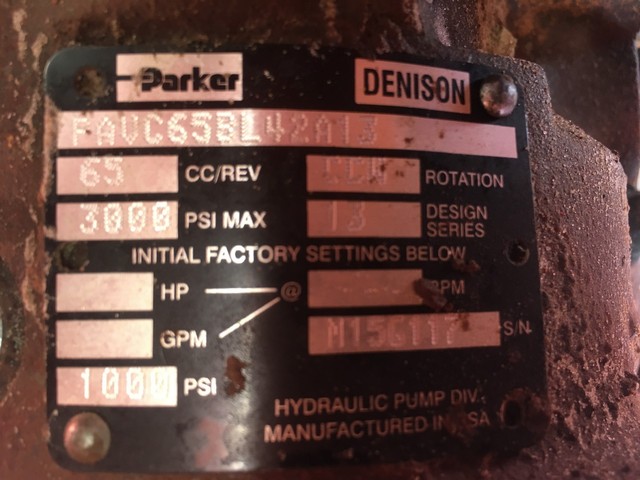 Parker DENISON
PAVC65BL42A13
65 CC/REV CCW ROTATION
3000 PSI MAX 13 DESIGN SERIES
INITIAL FACTORY SETTINGS BELOW
HP @ RPM
GPM
S/N
1000 PSI
HYDRAULIC PUMP DIV.
MANUFACTURED IN USA